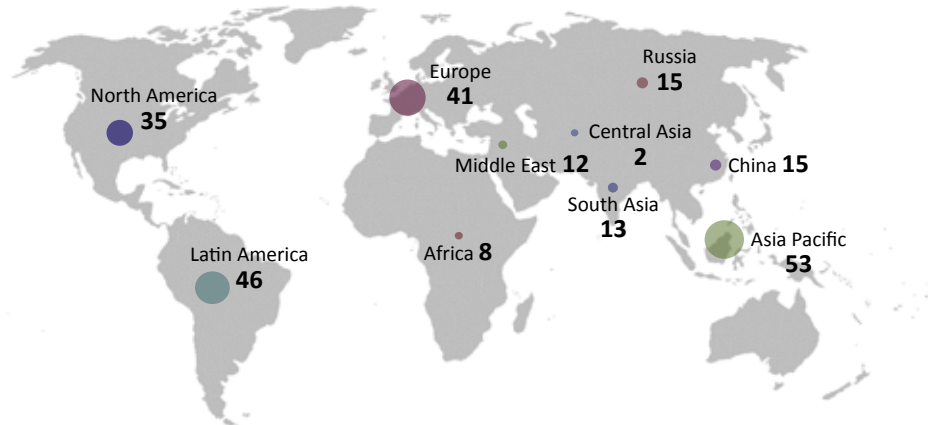 North America
35
Europe
41
Russia
15
Central Asia
2
Middle East 12
China 15
South Asia
13
Africa 8
Latin America
46
Asia Pacific
53